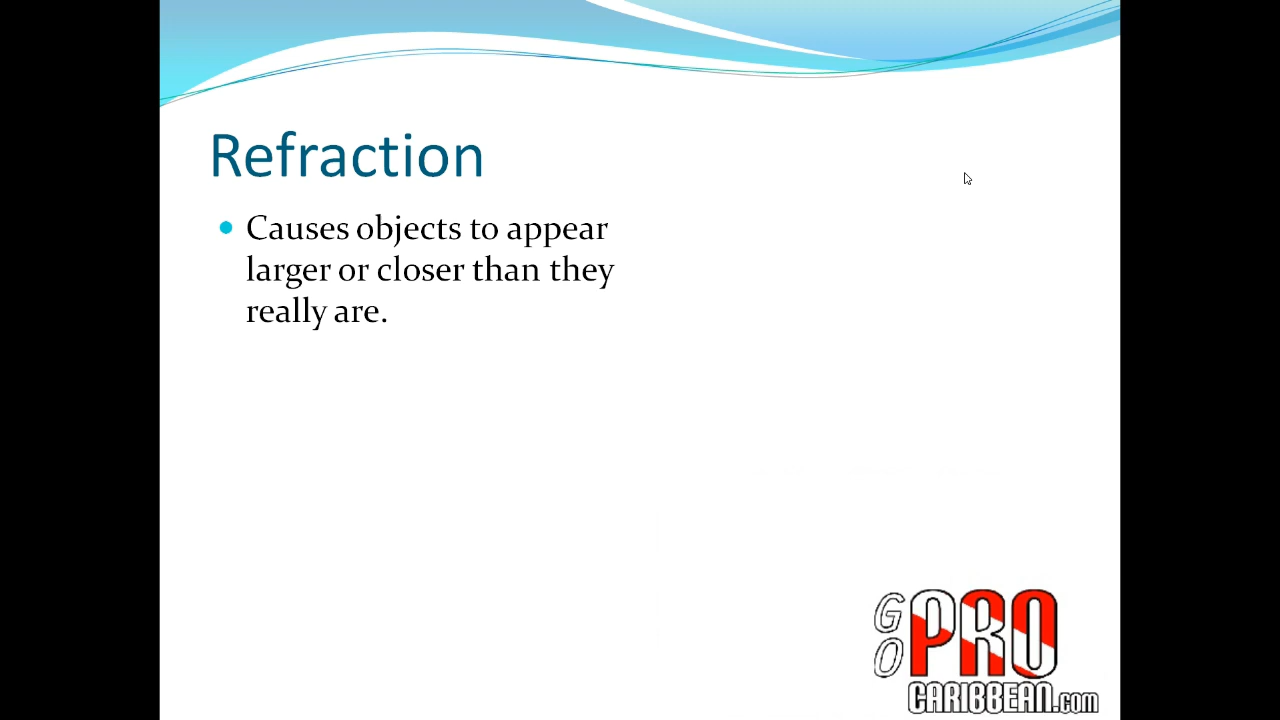 Refraction
Causes objects to appear
larger or closer than they
really are.
GO PRO
CARIBBEAN.com